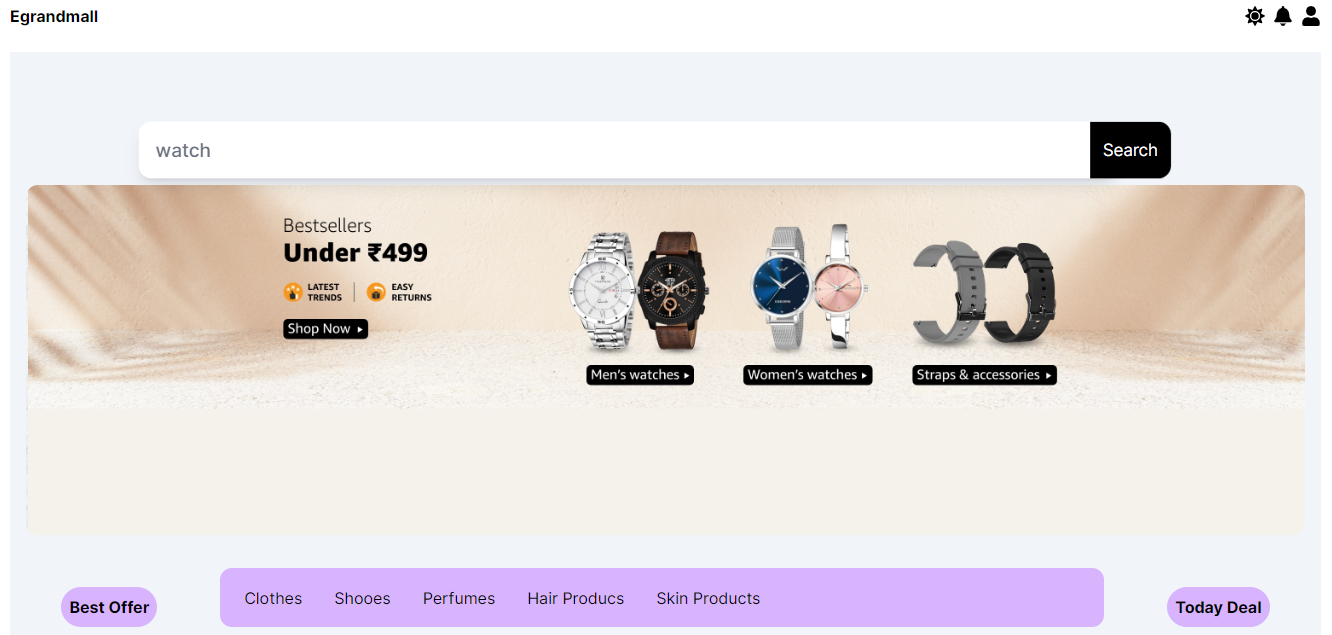 Egrandmall
watch
Search
Bestsellers
Under ₹499
LATEST TRENDS
EASY RETURNS
Shop Now
Men's watches
Women's watches
Straps & accessories
Best Offer
Clothes
Shooes
Perfumes
Hair Producs
Skin Products
Today Deal